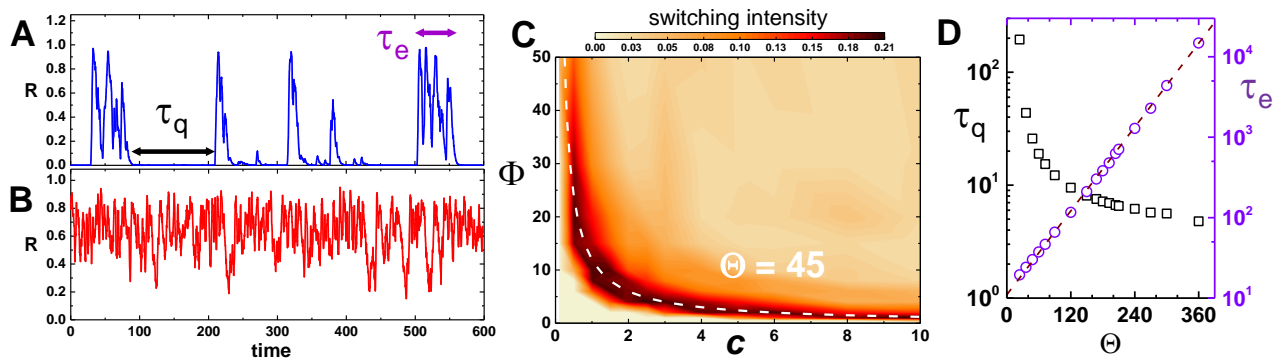 A
R
1.2
1.0
0.8
0.6
0.4
0.2
0.0
τq
τe
B
R
1.0
0.8
0.6
0.4
0.2
0.0
0 100 200 300 400 500 600
time
C
switching intensity
0.00 0.03 0.05 0.08 0.10 0.13 0.15 0.18 0.21
Φ
50
40
30
20
10
0
Θ = 45
0 2 4 6 8 10
c
D
τq
10²
10¹
10⁰
τe
10⁴
10³
10²
10¹
0 120 240 360
Θ